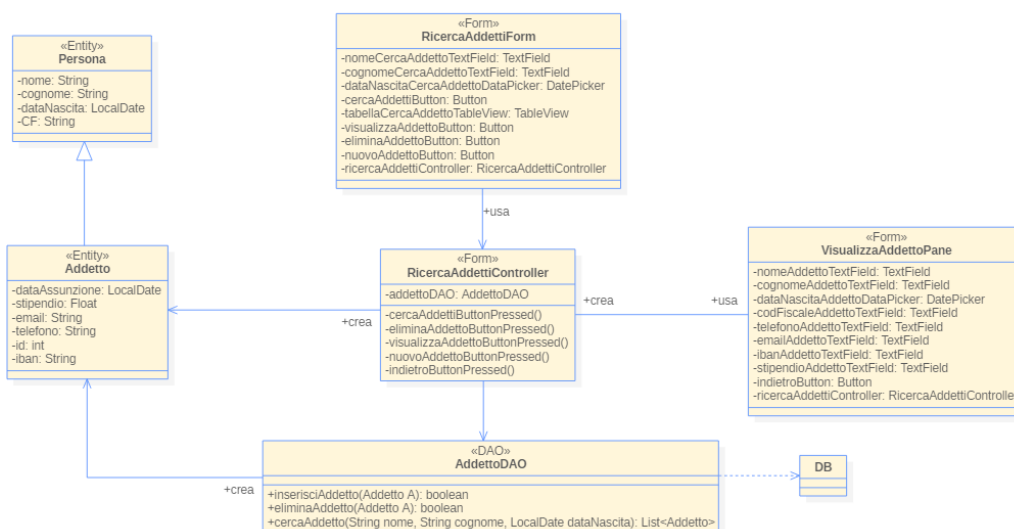 «Form»
RicercaAddettiForm
-nomeCercaAddettoTextField: TextField
-cognomeCercaAddettoTextField: TextField
-dataNascitaCercaAddettoDataPicker: DatePicker
-cercaAddettiButton: Button
-tabellaCercaAddettoTableView: TableView
-visualizzaAddettoButton: Button
-eliminaAddettoButton: Button
-nuovoAddettoButton: Button
-ricercaAddettiController: RicercaAddettiController
«Entity»
Persona
-nome: String
-cognome: String
-dataNascita: LocalDate
-CF: String
+usa
«Entity»
Addetto
-dataAssunzione: LocalDate
-stipendio: Float
-email: String
-telefono: String
-id: int
-iban: String
+crea
«Form»
RicercaAddettiController
-addettoDAO: AddettoDAO
-cercaAddettiButtonPressed()
-eliminaAddettoButtonPressed()
-visualizzaAddettoButtonPressed()
-nuovoAddettoButtonPressed()
-indietroButtonPressed()
+crea
+usa
«Form»
VisualizzaAddettoPane
-nomeAddettoTextField: TextField
-cognomeAddettoTextField: TextField
-dataNascitaAddettoDataPicker: DatePicker
-codFiscaleAddettoTextField: TextField
-telefonoAddettoTextField: TextField
-emailAddettoTextField: TextField
-ibanAddettoTextField: TextField
-stipendioAddettoTextField: TextField
-indietroButton: Button
-ricercaAddettiController: RicercaAddettiControlle
+crea
«DAO»
AddettoDAO
+inserisciAddetto(Addetto A): boolean
+eliminaAddetto(Addetto A): boolean
+cercaAddetto(String nome, String cognome, LocalDate dataNascita): List<Addetto>
DB